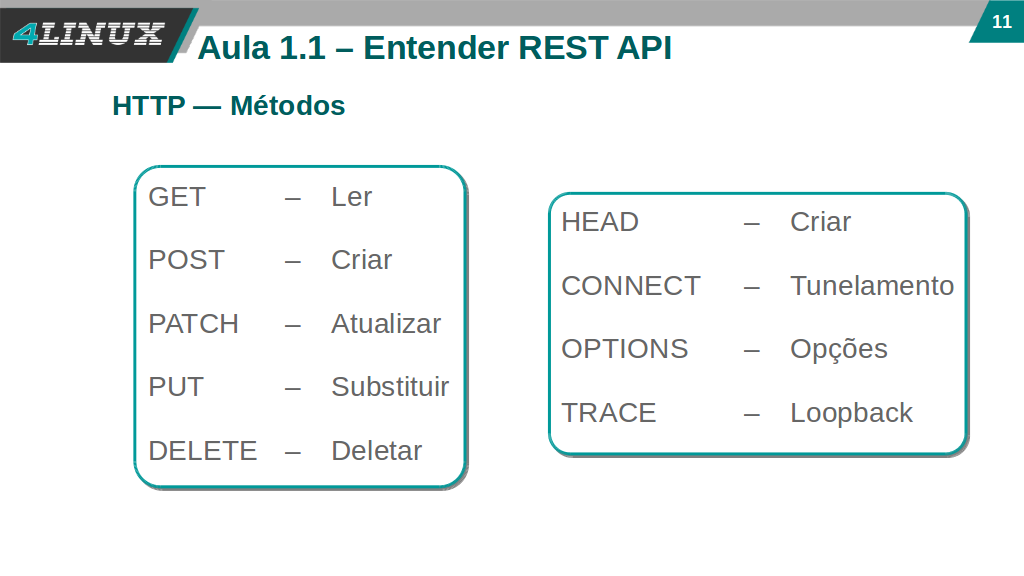 4LINUX
11
Aula 1.1 – Entender REST API
HTTP — Métodos
GET – Ler
POST – Criar
PATCH – Atualizar
PUT – Substituir
DELETE – Deletar
HEAD – Criar
CONNECT – Tunelamento
OPTIONS – Opções
TRACE – Loopback